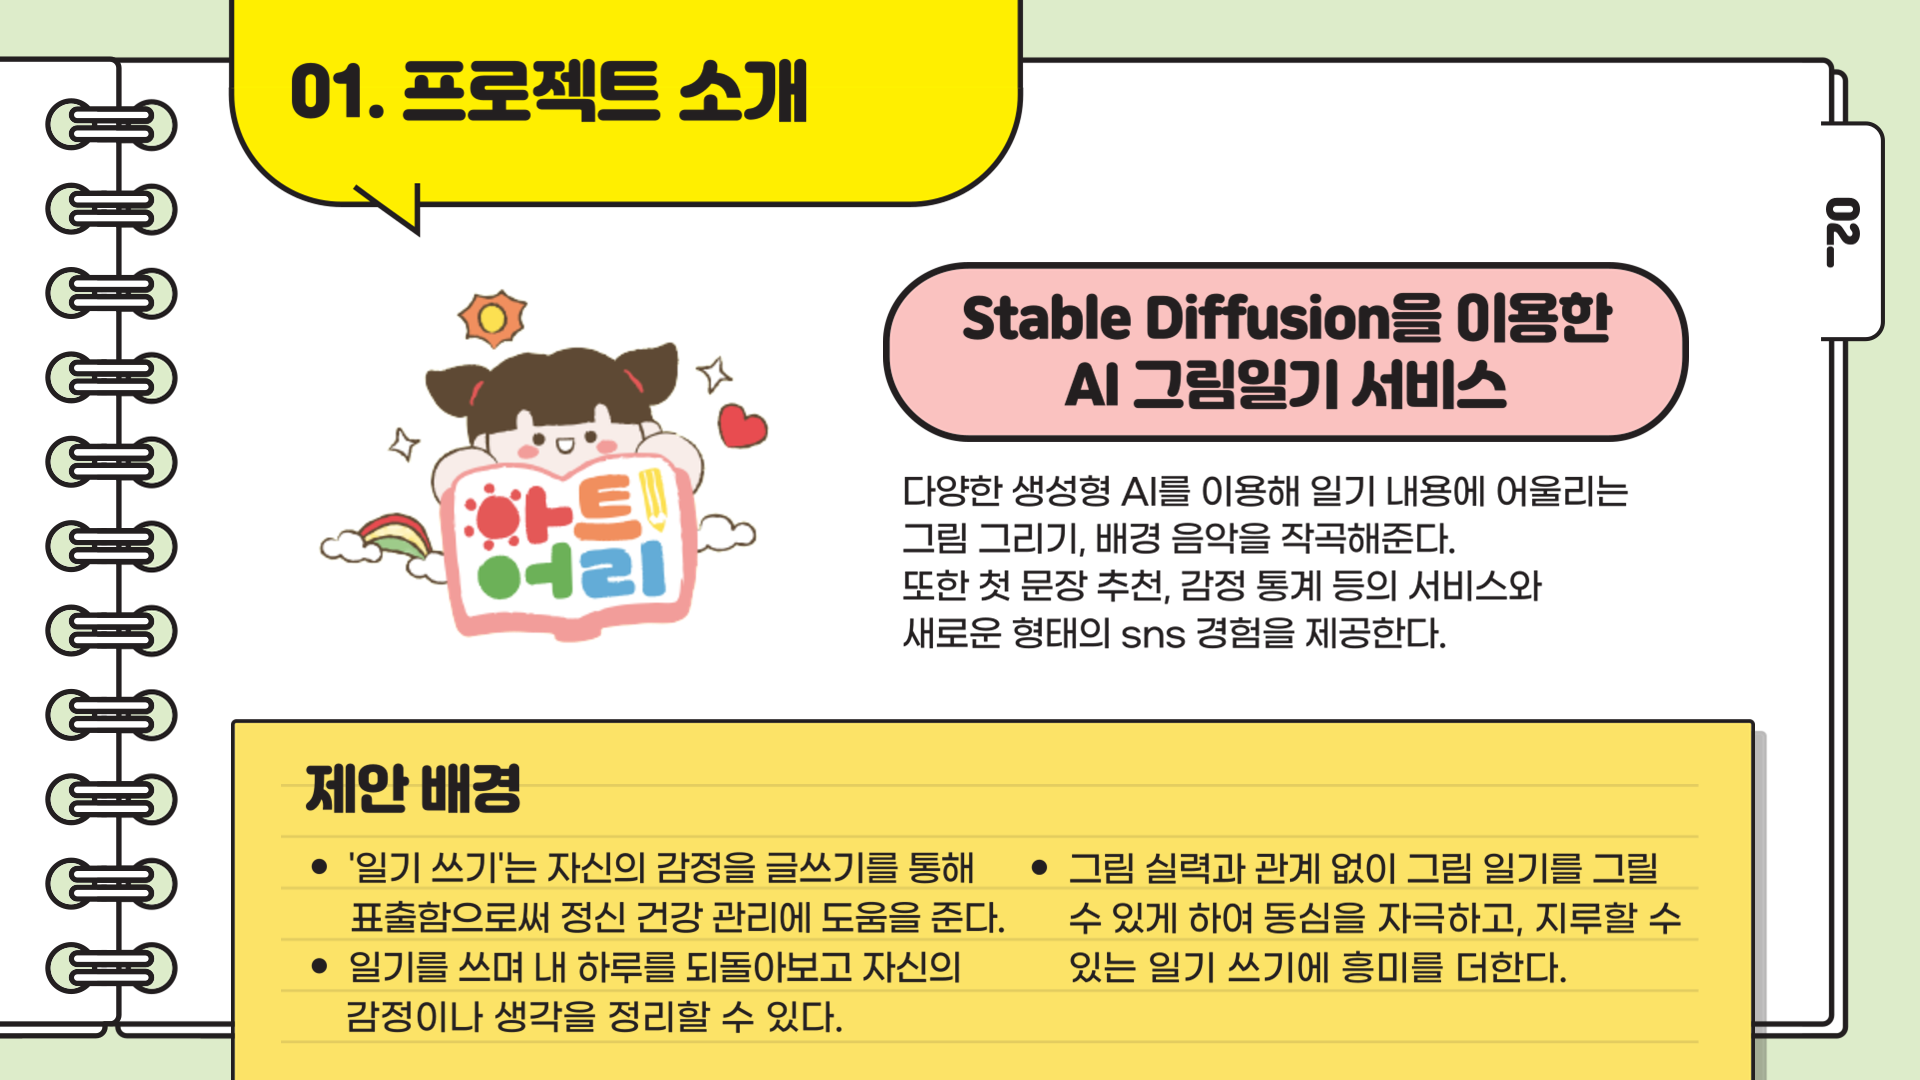 01. 프로젝트 소개
02_
아트
어리
Stable Diffusion을 이용한
AI 그림일기 서비스
다양한 생성형 AI를 이용해 일기 내용에 어울리는
그림 그리기, 배경 음악을 작곡해준다.
또한 첫 문장 추천, 감정 통계 등의 서비스와
새로운 형태의 sns 경험을 제공한다.
제안 배경
• '일기 쓰기'는 자신의 감정을 글쓰기를 통해
표출함으로써 정신 건강 관리에 도움을 준다.
• 일기를 쓰며 내 하루를 되돌아보고 자신의
감정이나 생각을 정리할 수 있다.
• 그림 실력과 관계 없이 그림 일기를 그릴
수 있게 하여 동심을 자극하고, 지루할 수
있는 일기 쓰기에 흥미를 더한다.